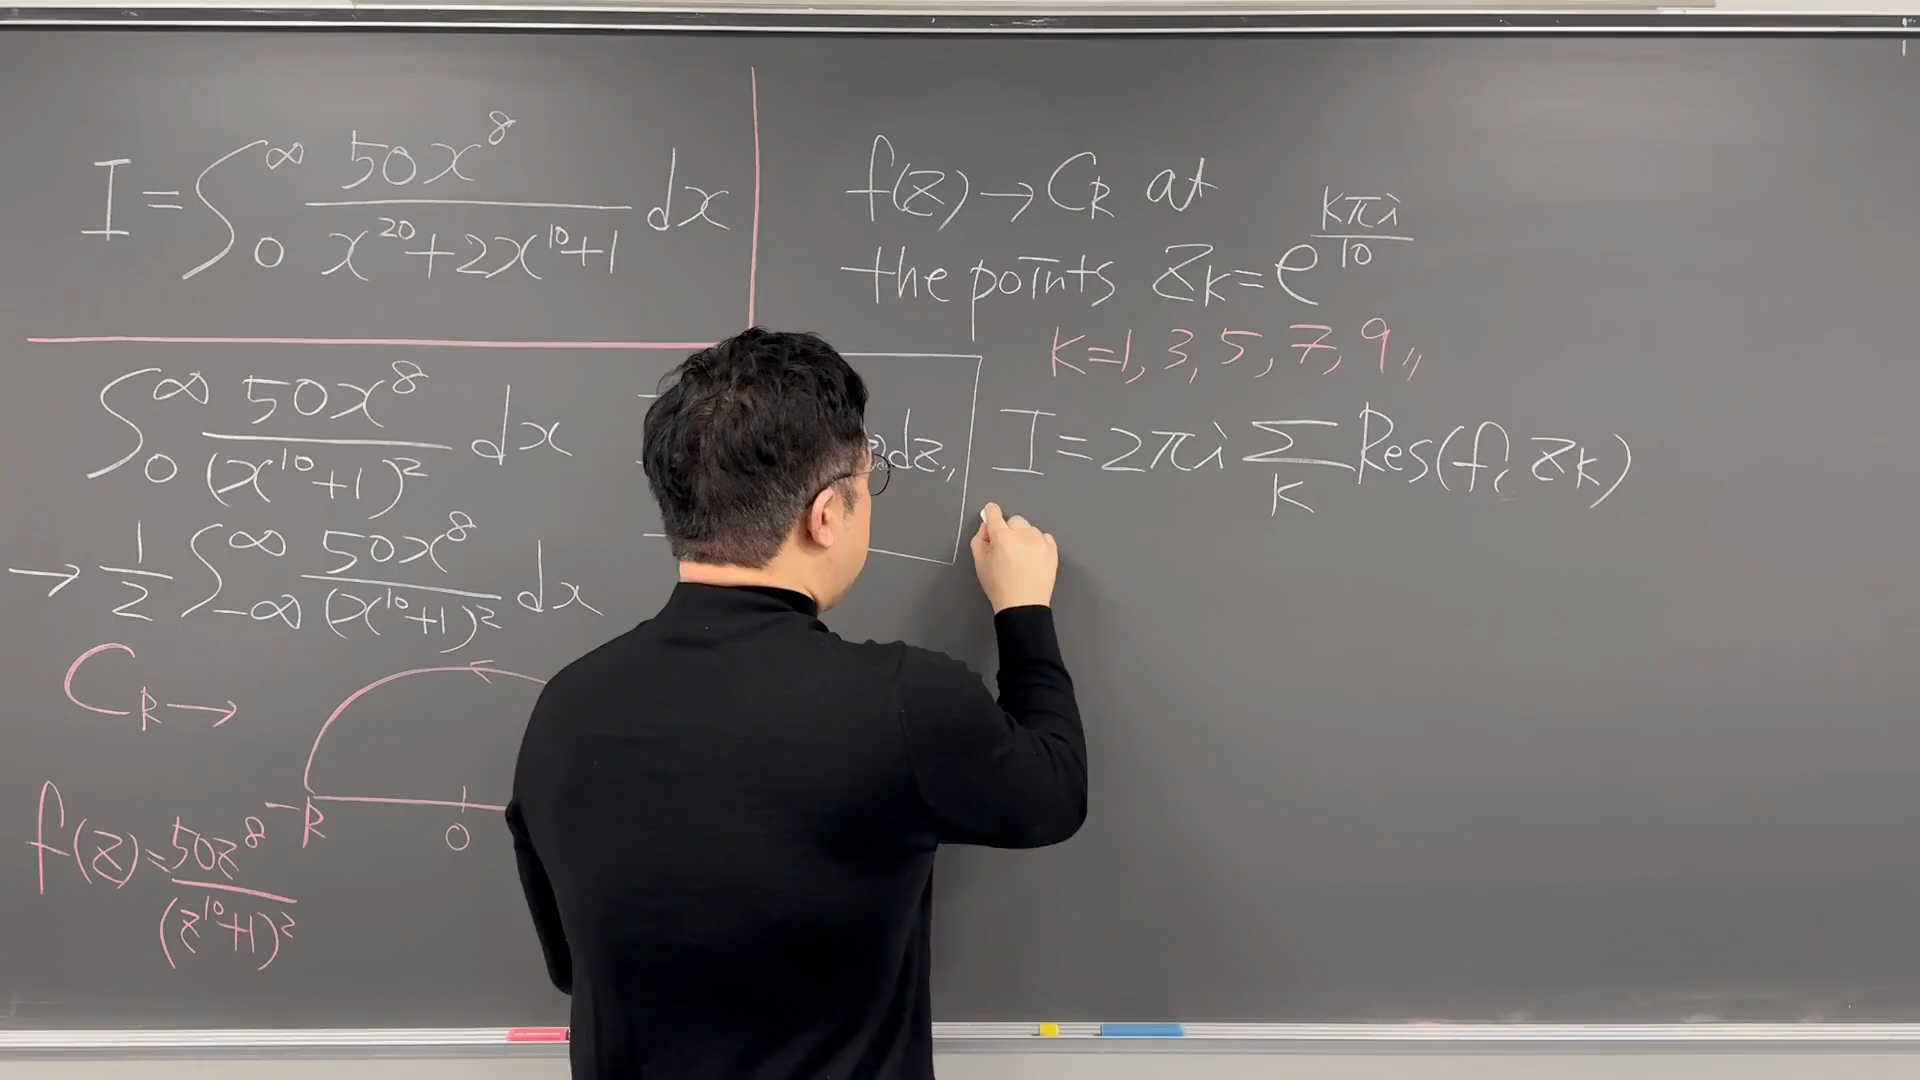 I = ∫₀^∞ 50x⁸ / (x²⁰+2x¹⁰+1) dx
∫₀^∞ 50x⁸ / (x¹⁰+1)² dx
→ 1/2 ∫_{-∞}^∞ 50x⁸ / (x¹⁰+1)² dx
C_R →
-R 0
f(z) = 50z⁸ / (z¹⁰+1)²
dz,,
f(z) → C_R at
the points z_K = e^{Kπi/10}
K=1, 3, 5, 7, 9,,
I = 2πi Σ_K Res(f, z_K)